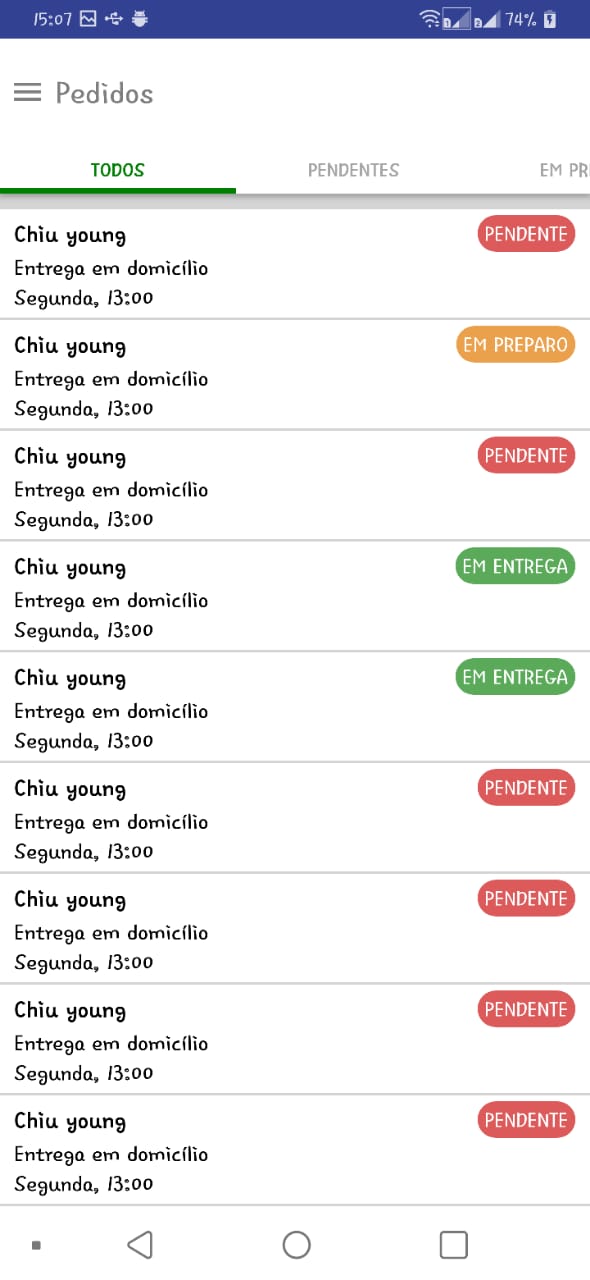 15:07 74%
Pedidos
TODOS PENDENTES EM PR
Chiu young PENDENTE
Entrega em domicílio
Segunda, 13:00
Chiu young EM PREPARO
Entrega em domicílio
Segunda, 13:00
Chiu young PENDENTE
Entrega em domicílio
Segunda, 13:00
Chiu young EM ENTREGA
Entrega em domicílio
Segunda, 13:00
Chiu young EM ENTREGA
Entrega em domicílio
Segunda, 13:00
Chiu young PENDENTE
Entrega em domicílio
Segunda, 13:00
Chiu young PENDENTE
Entrega em domicílio
Segunda, 13:00
Chiu young PENDENTE
Entrega em domicílio
Segunda, 13:00
Chiu young PENDENTE
Entrega em domicílio
Segunda, 13:00